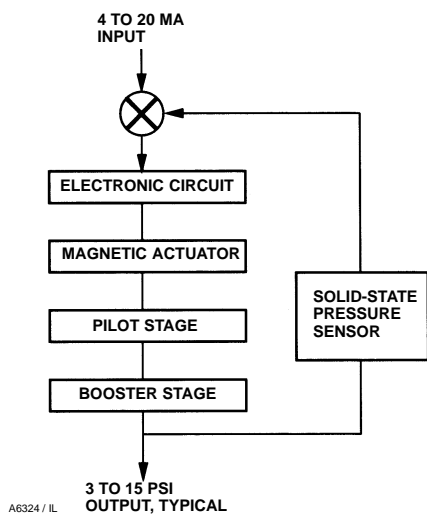 4 TO 20 MA
INPUT
ELECTRONIC CIRCUIT
MAGNETIC ACTUATOR
PILOT STAGE
SOLID-STATE
PRESSURE
SENSOR
BOOSTER STAGE
3 TO 15 PSI
OUTPUT, TYPICAL
A6324 / IL